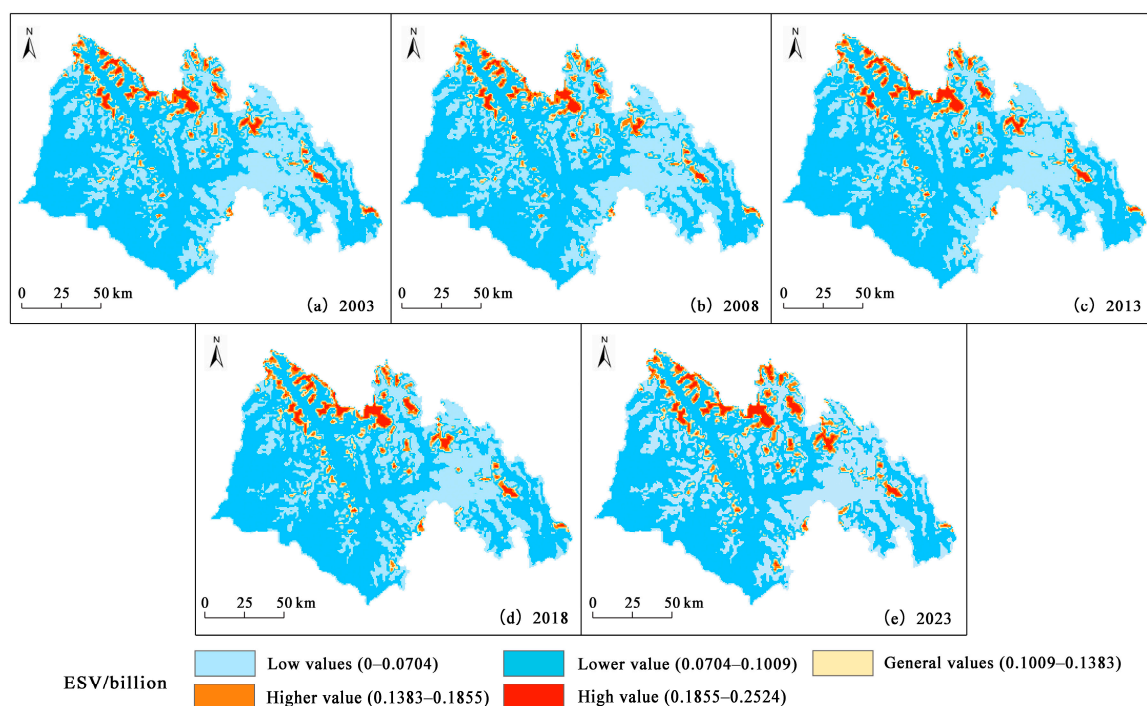 N
0 25 50 km
(a) 2003
N
0 25 50 km
(b) 2008
N
0 25 50 km
(c) 2013
N
0 25 50 km
(d) 2018
N
0 25 50 km
(e) 2023
ESV/billion
Low values (0–0.0704)
Lower value (0.0704–0.1009)
General values (0.1009–0.1383)
Higher value (0.1383–0.1855)
High value (0.1855–0.2524)